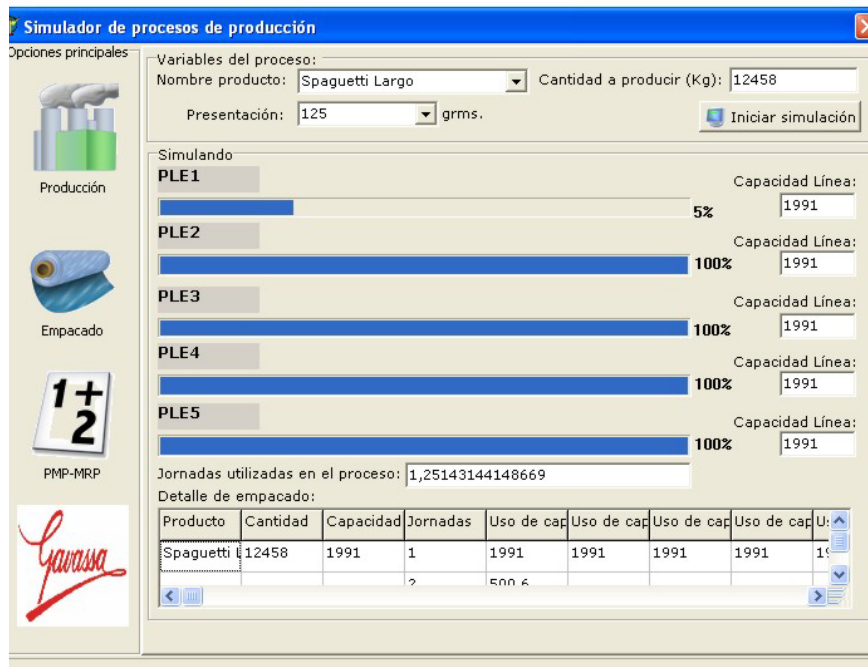 Simulador de procesos de producción
Opciones principales
Producción
Empacado
1+
2
PMP-MRP
Gavassa
Variables del proceso:
Nombre producto: Spaguetti Largo Cantidad a producir (Kg): 12458
Presentación: 125 grms. Iniciar simulación
Simulando
PLE1 Capacidad Línea:
5% 1991
PLE2 Capacidad Línea:
100% 1991
PLE3 Capacidad Línea:
100% 1991
PLE4 Capacidad Línea:
100% 1991
PLE5 Capacidad Línea:
100% 1991
Jornadas utilizadas en el proceso: 1,25143144148669
Detalle de empacado:
Producto Cantidad Capacidad Jornadas Uso de cap Uso de cap Uso de cap Uso de cap
Spaguetti L 12458 1991 1 1991 1991 1991 1991
2 500,6